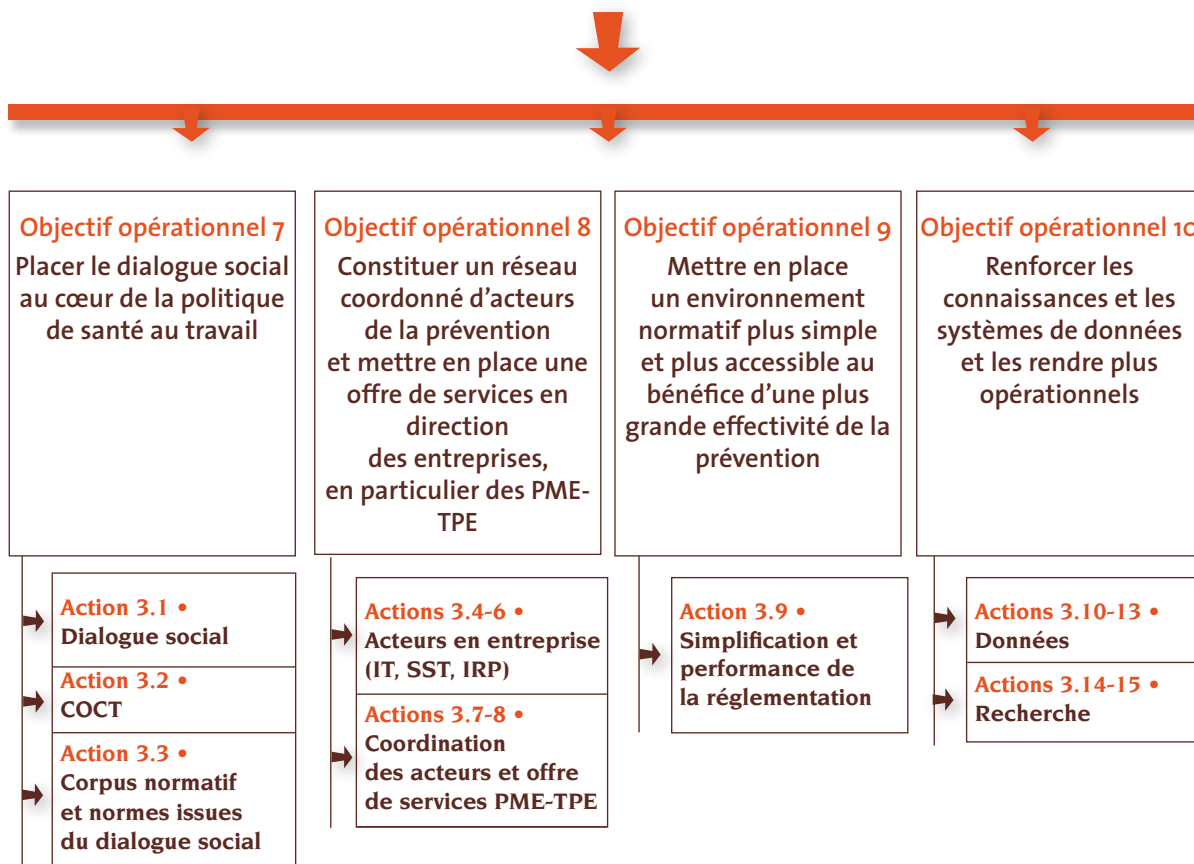 Objectif opérationnel 7
Placer le dialogue social
au cœur de la politique
de santé au travail
Action 3.1 •
Dialogue social
Action 3.2 •
COCT
Action 3.3 •
Corpus normatif
et normes issues
du dialogue social
Objectif opérationnel 8
Constituer un réseau
coordonné d’acteurs
de la prévention
et mettre en place une
offre de services en
direction
des entreprises,
en particulier des PME-
TPE
Actions 3.4-6 •
Acteurs en entreprise
(IT, SST, IRP)
Actions 3.7-8 •
Coordination
des acteurs et offre
de services PME-TPE
Objectif opérationnel 9
Mettre en place
un environnement
normatif plus simple
et plus accessible au
bénéfice d’une plus
grande effectivité de la
prévention
Action 3.9 •
Simplification et
performance de
la réglementation
Objectif opérationnel 10
Renforcer les
connaissances et les
systèmes de données
et les rendre plus
opérationnels
Actions 3.10-13 •
Données
Actions 3.14-15 •
Recherche